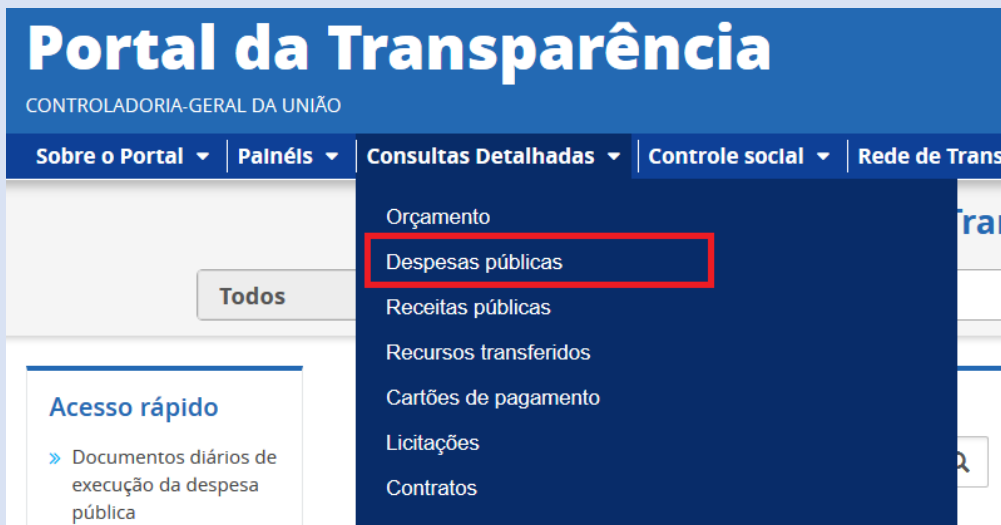 Portal da Transparência
CONTROLADORIA-GERAL DA UNIÃO
Sobre o Portal
Painéis
Consultas Detalhadas
Controle social
Rede de Trans
Orçamento
Despesas públicas
Receitas públicas
Recursos transferidos
Cartões de pagamento
Licitações
Contratos
Todos
Acesso rápido
» Documentos diários de
execução da despesa
pública